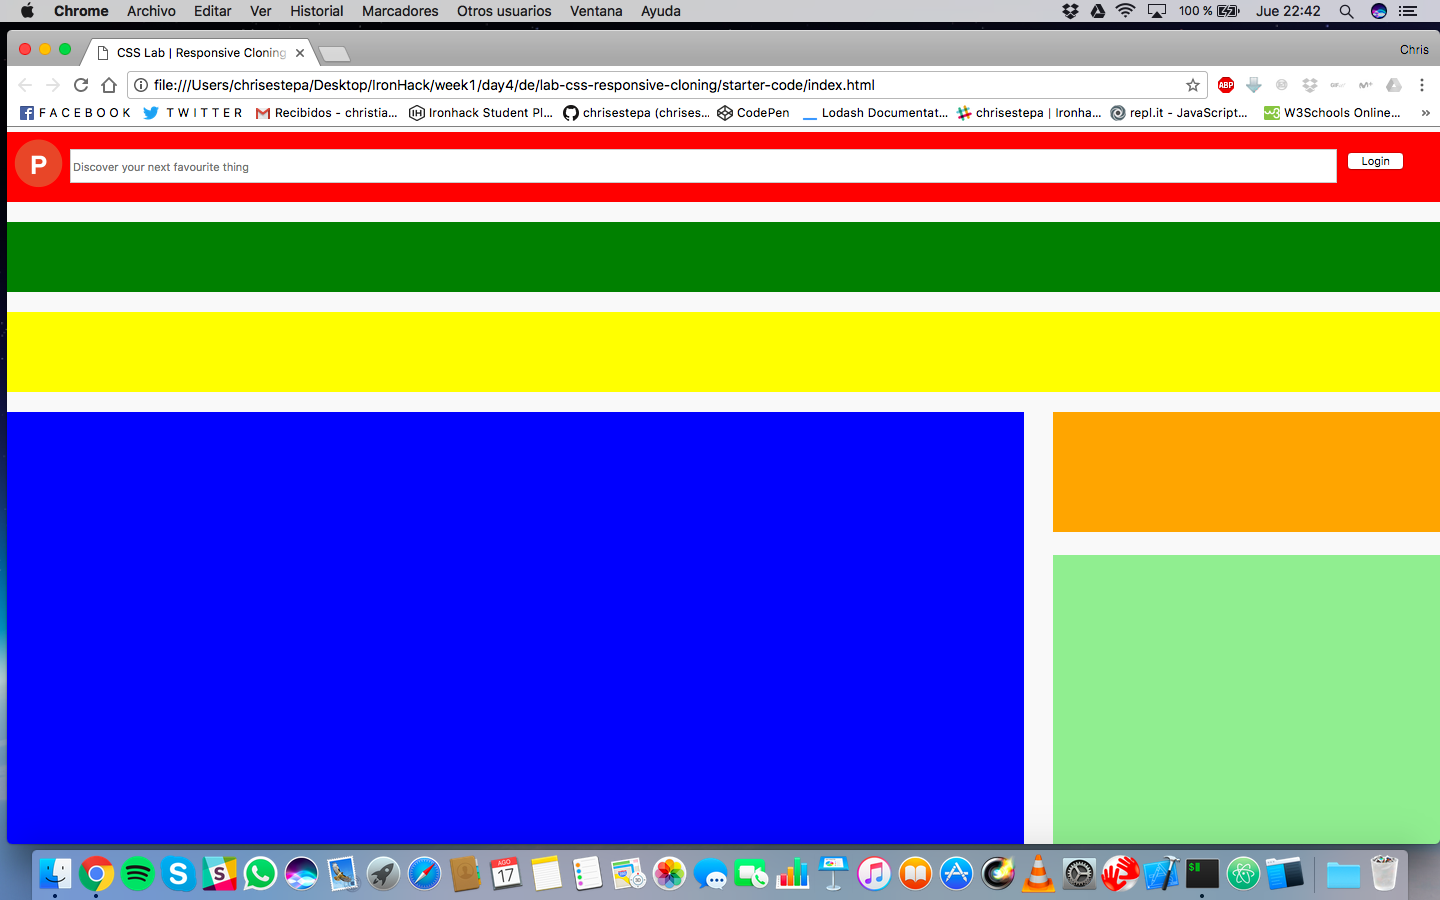 Chrome Archivo Editar Ver Historial Marcadores Otros usuarios Ventana Ayuda 100 % Jue 22:42
CSS Lab | Responsive Cloning Chris
file:///Users/chrisestepa/Desktop/IronHack/week1/day4/de/lab-css-responsive-cloning/starter-code/index.html ABP
F A C E B O O K T W I T T E R Recibidos - christia... Ironhack Student Pl... chrisestepa (chrises... CodePen Lodash Documentat... chrisestepa | Ironha... repl.it - JavaScript... W3Schools Online... »
P Discover your next favourite thing Login
AGO
17